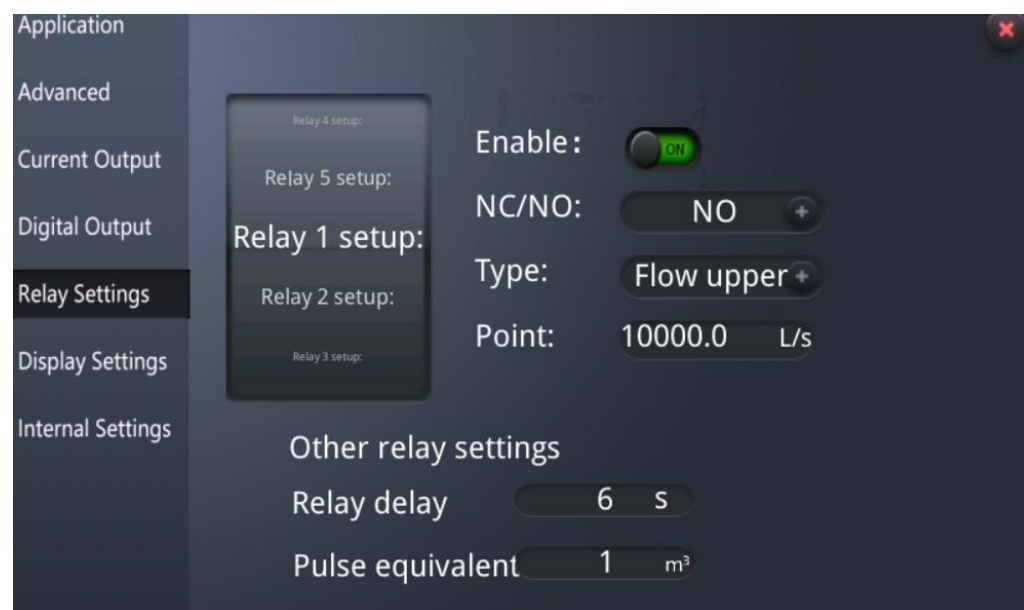 Application
Advanced
Current Output
Digital Output
Relay Settings
Display Settings
Internal Settings
Relay 4 setup:
Relay 5 setup:
Relay 1 setup:
Relay 2 setup:
Relay 3 setup:
Enable: ON
NC/NO: NO +
Type: Flow upper +
Point: 10000.0 L/s
Other relay settings
Relay delay 6 s
Pulse equivalent 1 m³